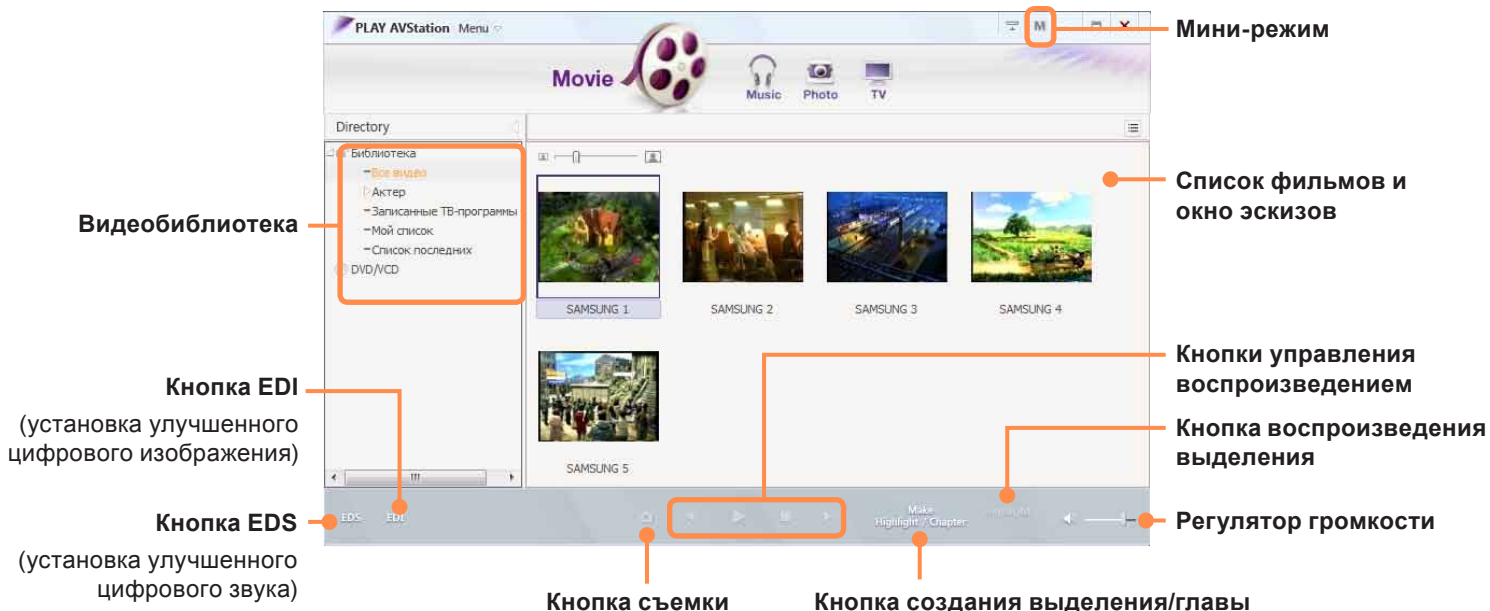 PLAY AVStation Menu
M
Мини-режим
Movie
Music
Photo
TV
Directory
Библиотека
Все видео
Актер
Записанные ТВ-программы
Мой список
Список последних
DVD/VCD
Видеобиблиотека
Список фильмов и
окно эскизов
SAMSUNG 1
SAMSUNG 2
SAMSUNG 3
SAMSUNG 4
SAMSUNG 5
Кнопка EDI
(установка улучшенного
цифрового изображения)
Кнопка EDS
(установка улучшенного
цифрового звука)
Кнопки управления
воспроизведением
Кнопка воспроизведения
выделения
Регулятор громкости
EDS
EDI
Make
Highlight / Chapter
Кнопка съемки
Кнопка создания выделения/главы